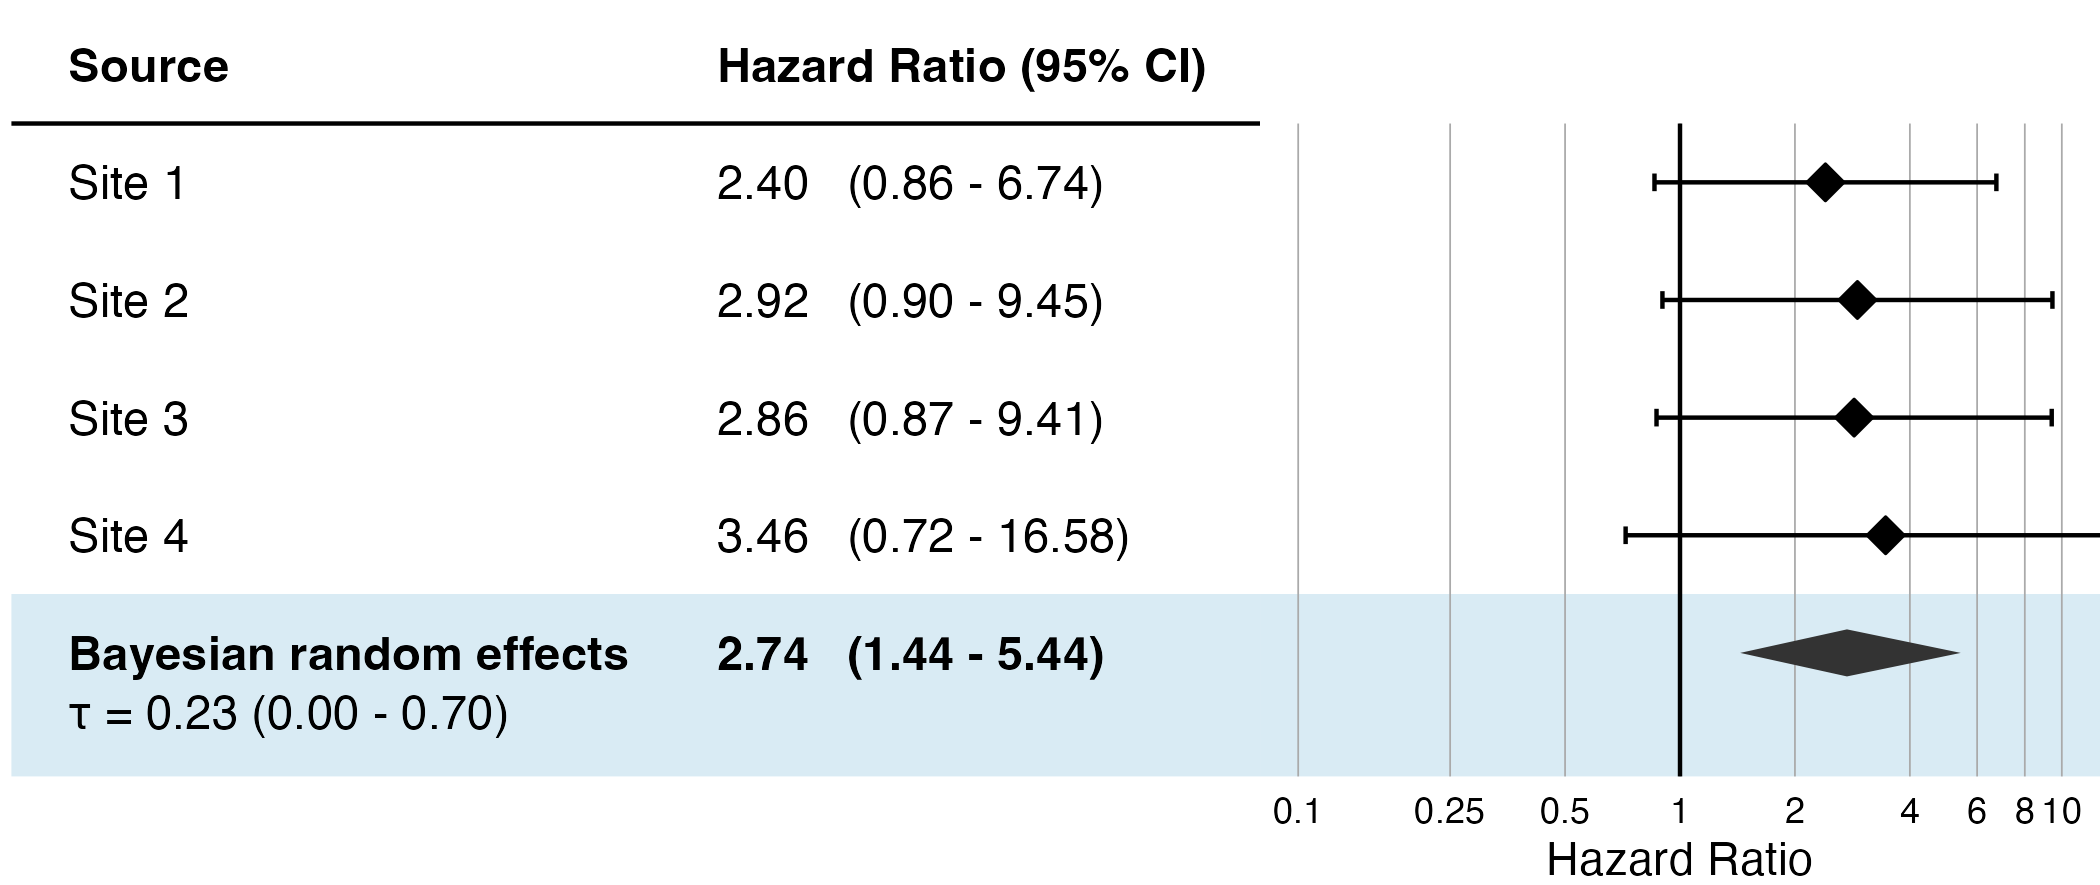 Source Hazard Ratio (95% CI)
Site 1 2.40 (0.86 - 6.74)
Site 2 2.92 (0.90 - 9.45)
Site 3 2.86 (0.87 - 9.41)
Site 4 3.46 (0.72 - 16.58)
Bayesian random effects 2.74 (1.44 - 5.44)
τ = 0.23 (0.00 - 0.70)
0.1 0.25 0.5 1 2 4 6 8 10
Hazard Ratio